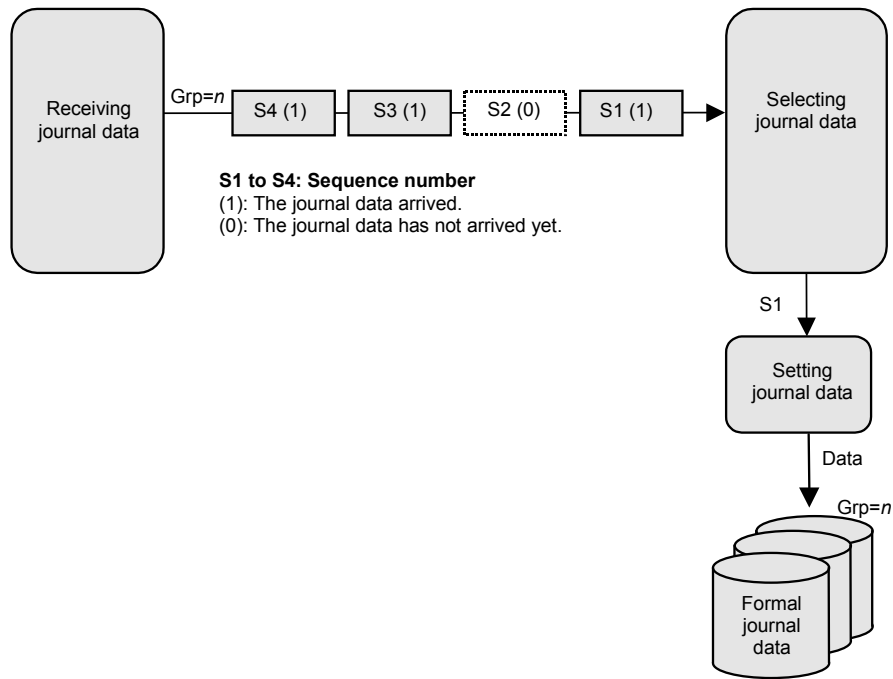 Receiving
journal data
Grp=n
S4 (1)
S3 (1)
S2 (0)
S1 (1)
Selecting
journal data
S1 to S4: Sequence number
(1): The journal data arrived.
(0): The journal data has not arrived yet.
S1
Setting
journal data
Data
Grp=n
Formal
journal
data